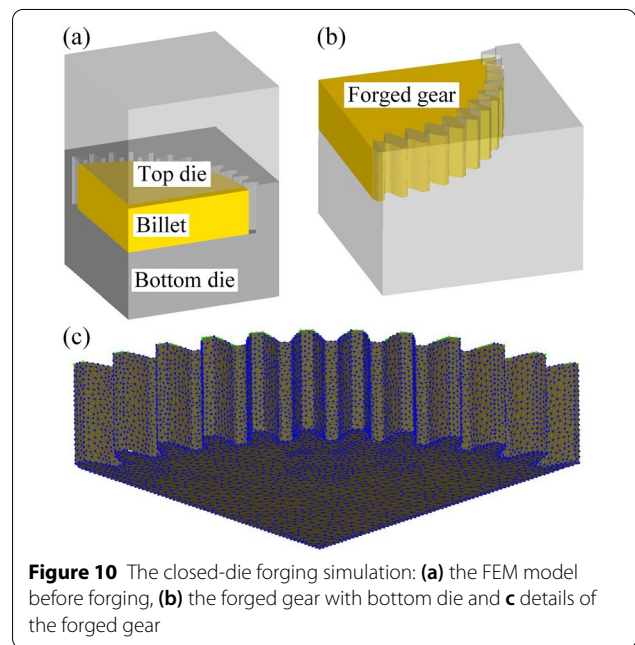 (a)
(b)
Forged gear
Top die
Billet
Bottom die
(c)
Figure 10 The closed-die forging simulation: (a) the FEM model
before forging, (b) the forged gear with bottom die and c details of
the forged gear